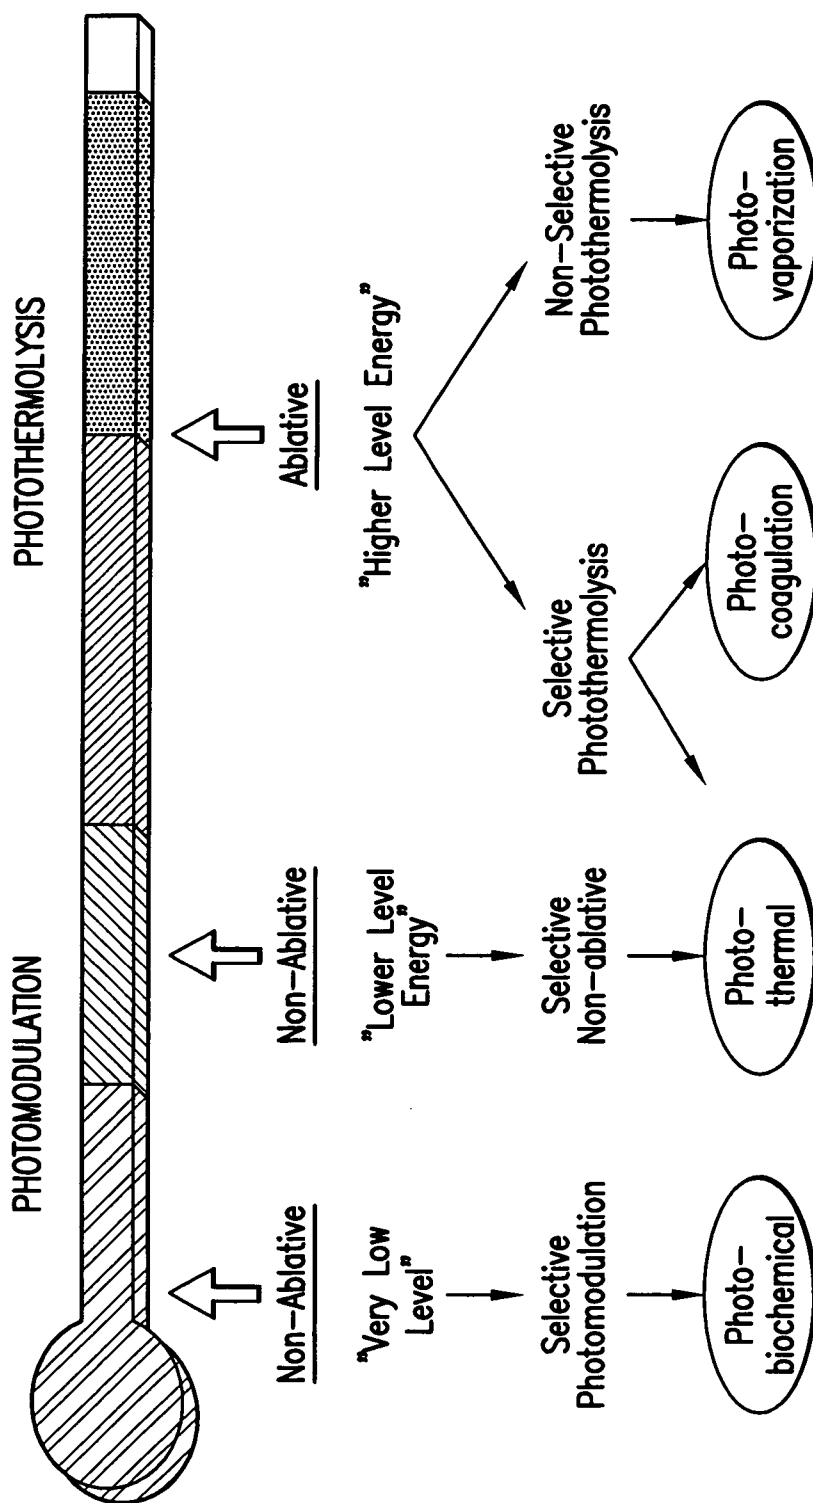 PHOTOMODULATION
PHOTOTHERMOLYSIS
Non-Ablative
"Very Low
Level"
Selective
Photomodulation
Photo-
biochemical
Non-Ablative
"Lower Level
Energy"
Selective
Non-ablative
Photo-
thermal
Ablative
"Higher Level Energy"
Selective
Photothermolysis
Photo-
coagulation
Non-Selective
Photothermolysis
Photo-
vaporization